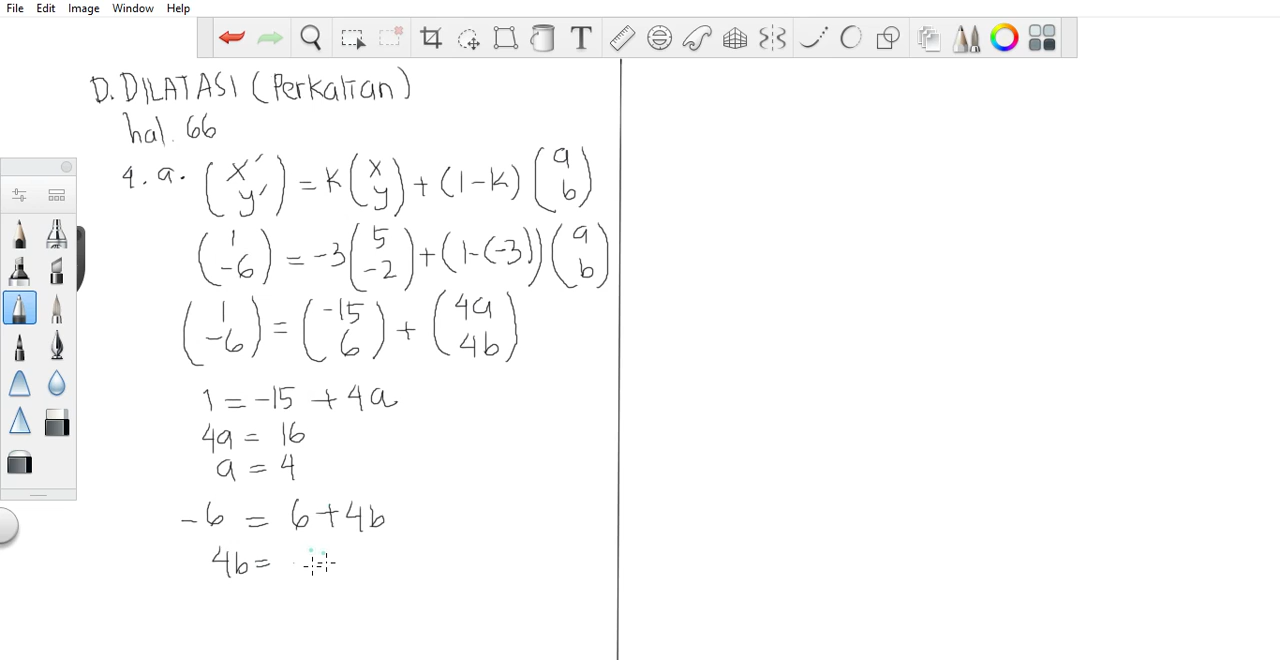 File Edit Image Window Help
D. DILATASI (Perkalian)
hal. 66
4. a. (x' y') = k (x y) + (1-k) (a b)
(1 -6) = -3 (5 -2) + (1-(-3)) (a b)
(1 -6) = (-15 6) + (4a 4b)
1 = -15 + 4a
4a = 16
a = 4
-6 = 6+4b
4b =